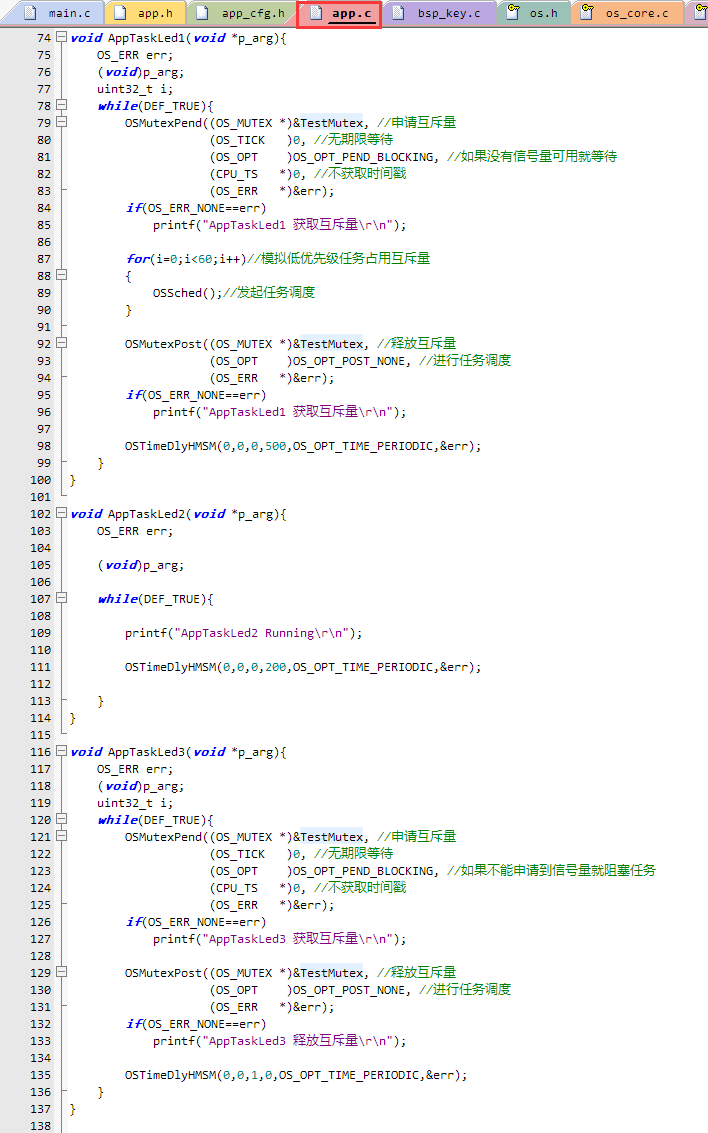 main.c app.h app_cfg.h app.c bsp_key.c os.h os_core.c
74 void AppTaskLed1(void *p_arg){
75     OS_ERR err;
76     (void)p_arg;
77     uint32_t i;
78     while(DEF_TRUE){
79         OSMutexPend((OS_MUTEX *)&TestMutex, //申请互斥量
80                     (OS_TICK   )0, //无期限等待
81                     (OS_OPT    )OS_OPT_PEND_BLOCKING, //如果没有信号量可用就等待
82                     (CPU_TS   *)0, //不获取时间戳
83                     (OS_ERR   *)&err);
84         if(OS_ERR_NONE==err)
85             printf("AppTaskLed1 获取互斥量\r\n");
86
87         for(i=0;i<60;i++)//模拟低优先级任务占用互斥量
88         {
89             OSSched();//发起任务调度
90         }
91
92         OSMutexPost((OS_MUTEX *)&TestMutex, //释放互斥量
93                     (OS_OPT    )OS_OPT_POST_NONE, //进行任务调度
94                     (OS_ERR   *)&err);
95         if(OS_ERR_NONE==err)
96             printf("AppTaskLed1 获取互斥量\r\n");
97
98         OSTimeDlyHMSM(0,0,0,500,OS_OPT_TIME_PERIODIC,&err);
99     }
100 }
101
102 void AppTaskLed2(void *p_arg){
103     OS_ERR err;
104
105     (void)p_arg;
106
107     while(DEF_TRUE){
108
109         printf("AppTaskLed2 Running\r\n");
110
111         OSTimeDlyHMSM(0,0,0,200,OS_OPT_TIME_PERIODIC,&err);
112
113     }
114 }
115
116 void AppTaskLed3(void *p_arg){
117     OS_ERR err;
118     (void)p_arg;
119     uint32_t i;
120     while(DEF_TRUE){
121         OSMutexPend((OS_MUTEX *)&TestMutex, //申请互斥量
122                     (OS_TICK   )0, //无期限等待
123                     (OS_OPT    )OS_OPT_PEND_BLOCKING, //如果不能申请到信号量就阻塞任务
124                     (CPU_TS   *)0, //不获取时间戳
125                     (OS_ERR   *)&err);
126         if(OS_ERR_NONE==err)
127             printf("AppTaskLed3 获取互斥量\r\n");
128
129         OSMutexPost((OS_MUTEX *)&TestMutex, //释放互斥量
130                     (OS_OPT    )OS_OPT_POST_NONE, //进行任务调度
131                     (OS_ERR   *)&err);
132         if(OS_ERR_NONE==err)
133             printf("AppTaskLed3 释放互斥量\r\n");
134
135         OSTimeDlyHMSM(0,0,1,0,OS_OPT_TIME_PERIODIC,&err);
136     }
137 }
138